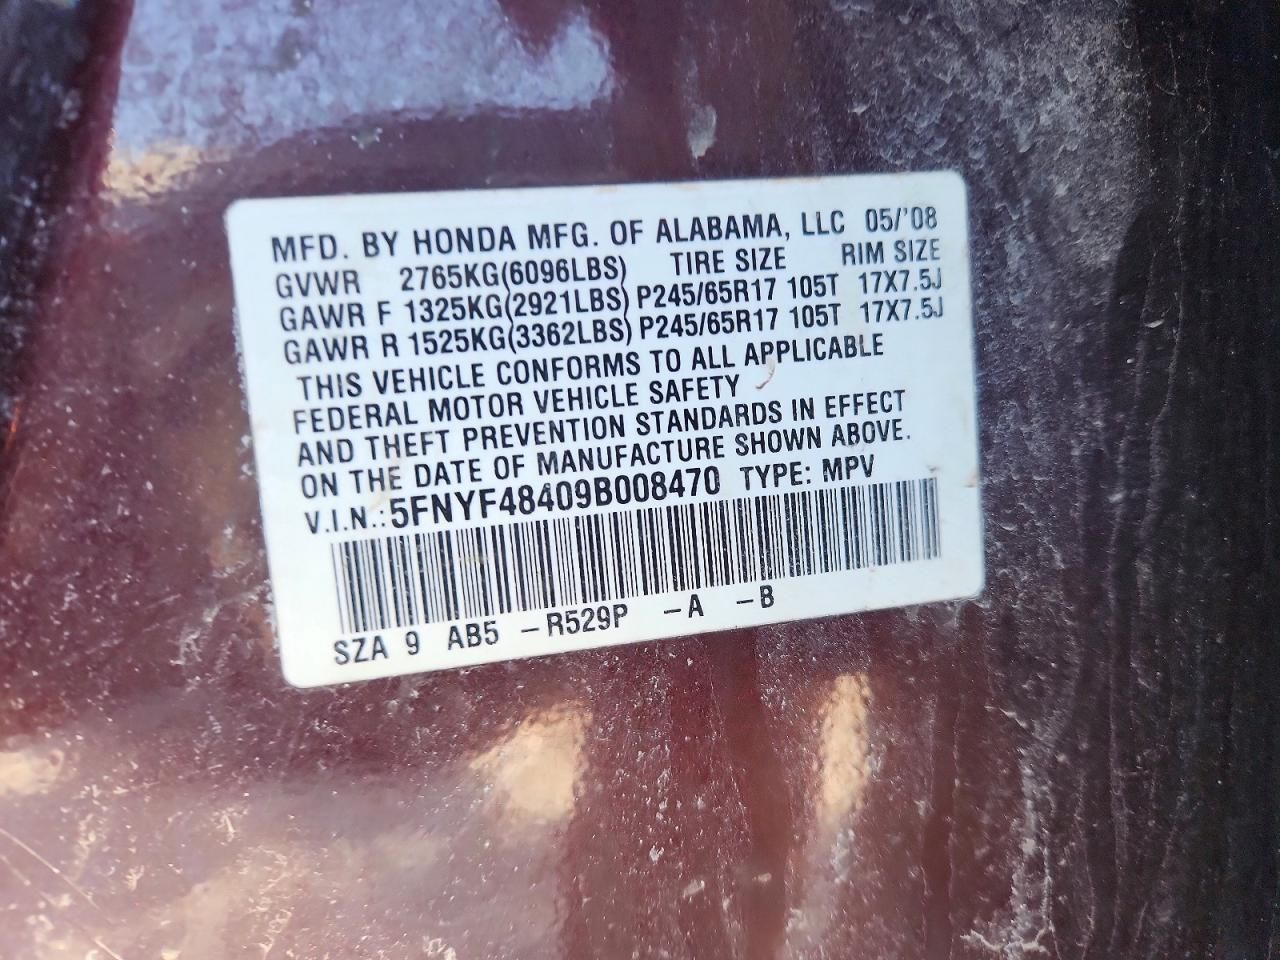 MFD. BY HONDA MFG. OF ALABAMA, LLC 05/'08
GVWR 2765KG(6096LBS) TIRE SIZE RIM SIZE
GAWR F 1325KG(2921LBS) P245/65R17 105T 17X7.5J
GAWR R 1525KG(3362LBS) P245/65R17 105T 17X7.5J
THIS VEHICLE CONFORMS TO ALL APPLICABLE
FEDERAL MOTOR VEHICLE SAFETY
AND THEFT PREVENTION STANDARDS IN EFFECT
ON THE DATE OF MANUFACTURE SHOWN ABOVE.
V.I.N.: 5FNYF48409B008470 TYPE: MPV
SZA 9 AB5 -R529P -A -B